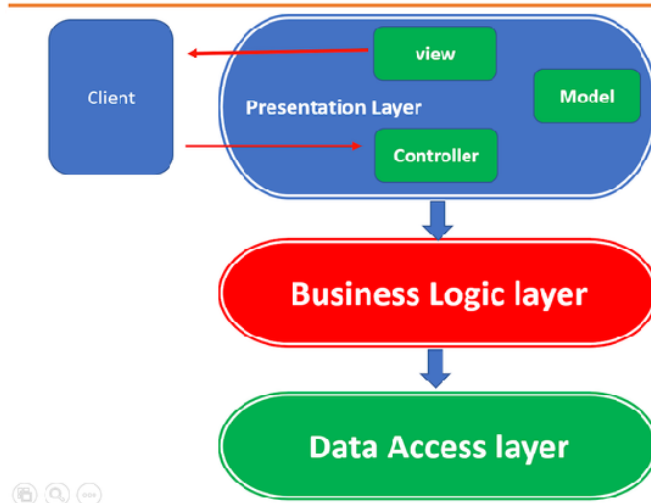 view
Client
Model
Presentation Layer
Controller
Business Logic layer
Data Access layer